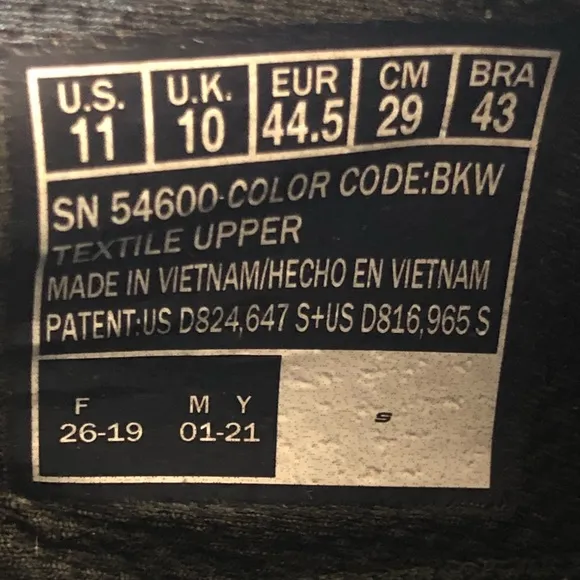 U.S. U.K. EUR CM BRA
11 10 44.5 29 43
SN 54600-COLOR CODE:BKW
TEXTILE UPPER
MADE IN VIETNAM/HECHO EN VIETNAM
PATENT:US D824,647 S+US D816,965 S
F M Y
26-19 01-21
S